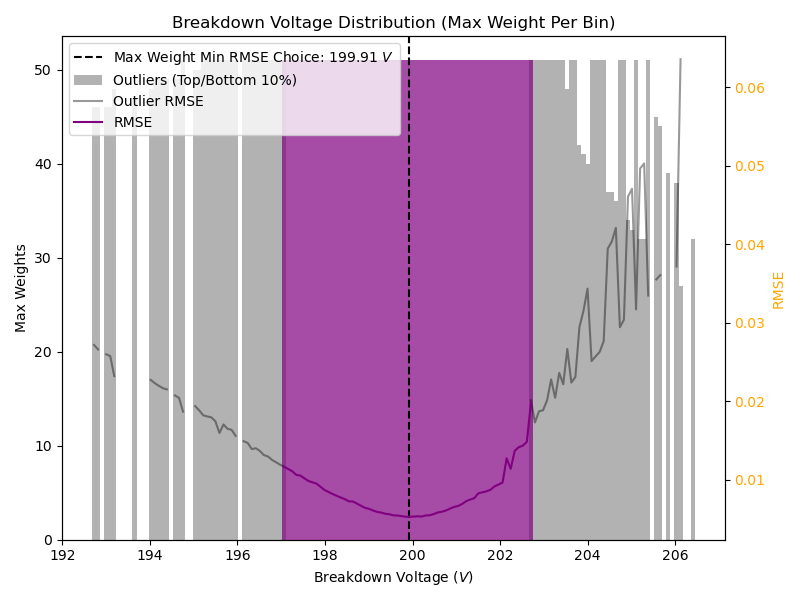 Breakdown Voltage Distribution (Max Weight Per Bin)
Max Weight Min RMSE Choice: 199.91 V
Outliers (Top/Bottom 10%)
Outlier RMSE
RMSE
Max Weights
50
40
30
20
10
0
0.06
0.05
0.04
0.03
0.02
0.01
RMSE
192 194 196 198 200 202 204 206
Breakdown Voltage (V)